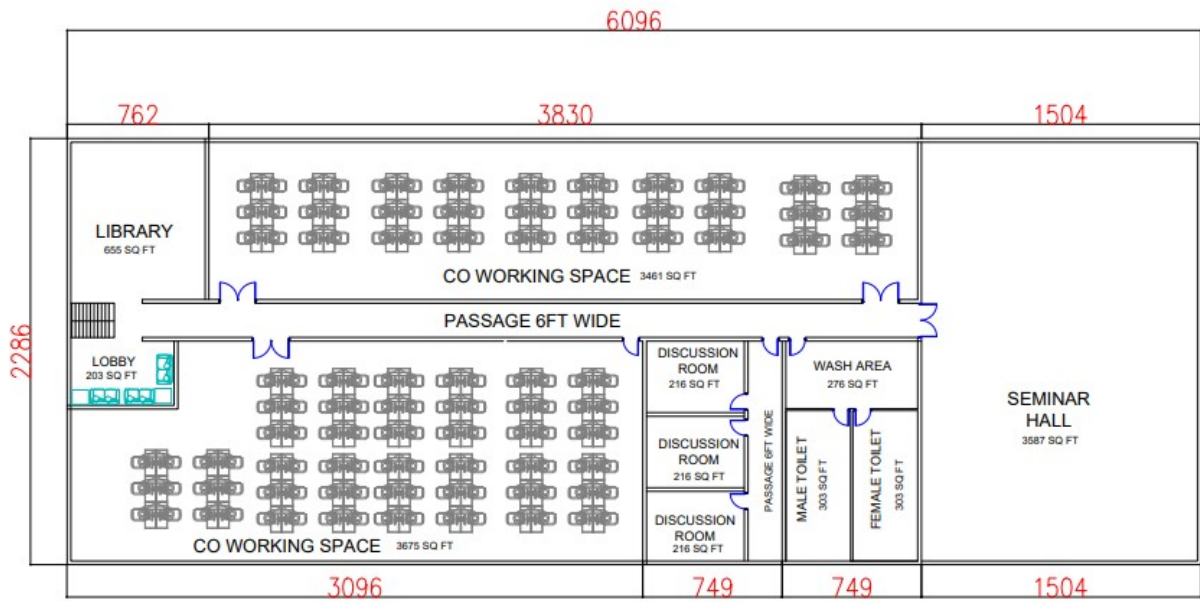 6096
762
3830
1504
2286
LIBRARY
655 SQ FT
CO WORKING SPACE 3461 SQ FT
PASSAGE 6FT WIDE
LOBBY
203 SQ FT
DISCUSSION
ROOM
216 SQ FT
WASH AREA
276 SQ FT
SEMINAR
HALL
3587 SQ FT
DISCUSSION
ROOM
216 SQ FT
PASSAGE 6FT WIDE
MALE TOILET
303 SQ FT
FEMALE TOILET
303 SQ FT
DISCUSSION
ROOM
216 SQ FT
CO WORKING SPACE 3675 SQ FT
3096
749
749
1504